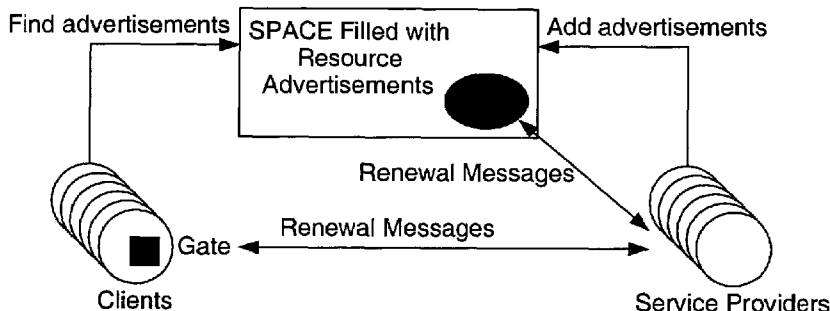 Find advertisements
SPACE Filled with
Resource
Advertisements
Add advertisements
Renewal Messages
Gate
Renewal Messages
Clients
Service Providers